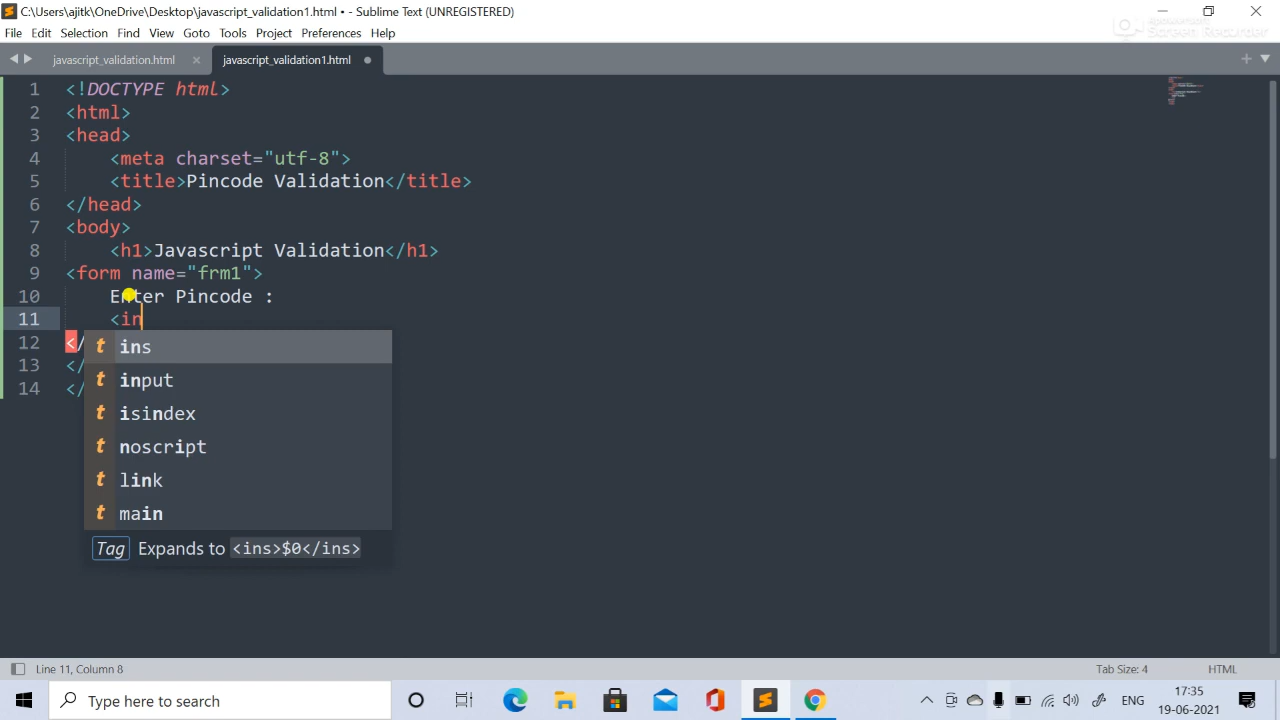 C:\Users\ajitk\OneDrive\Desktop\javascript_validation1.html • - Sublime Text (UNREGISTERED)
Apowersoft
Screen Recorder
File Edit Selection Find View Goto Tools Project Preferences Help
javascript_validation.html × javascript_validation1.html
1 <!DOCTYPE html>
2 <html>
3 <head>
4 <meta charset="utf-8">
5 <title>Pincode Validation</title>
6 </head>
7 <body>
8 <h1>Javascript Validation</h1>
9 <form name="frm1">
10 Enter Pincode :
11 <in
12 </
13 </
14 </
t ins
t input
t isindex
t noscript
t link
t main
Tag Expands to <ins>$0</ins>
Line 11, Column 8 Tab Size: 4 HTML
Type here to search
ENG
17:35
19-06-2021